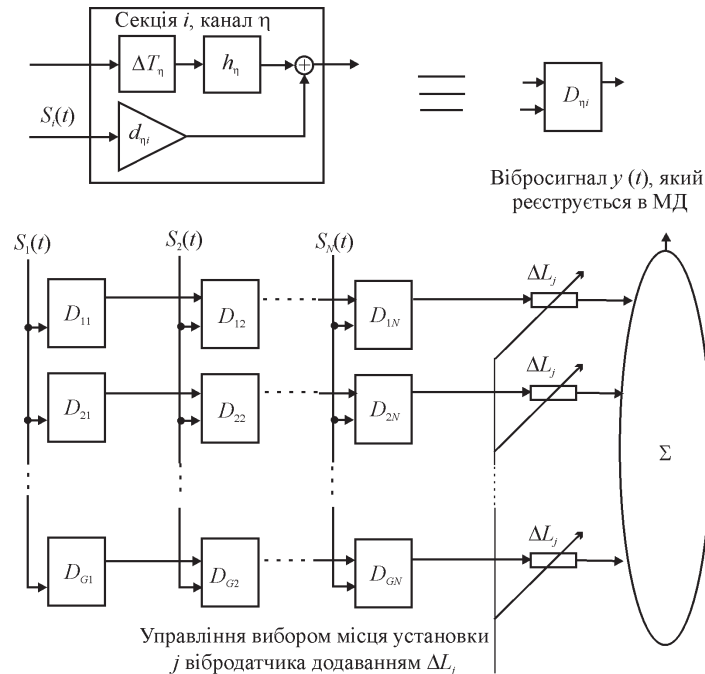 Секція i, канал η
ΔT_η
h_η
+
S_i(t)
d_ηi
D_ηi
Вібросигнал y (t), який
реєструється в МД
S_1(t)
S_2(t)
S_N(t)
ΔL_j
D_11
D_12
D_1N
ΔL_j
D_21
D_22
D_2N
Σ
ΔL_j
D_G1
D_G2
D_GN
Управління вибором місця установки
j вібродатчика додаванням ΔL_j